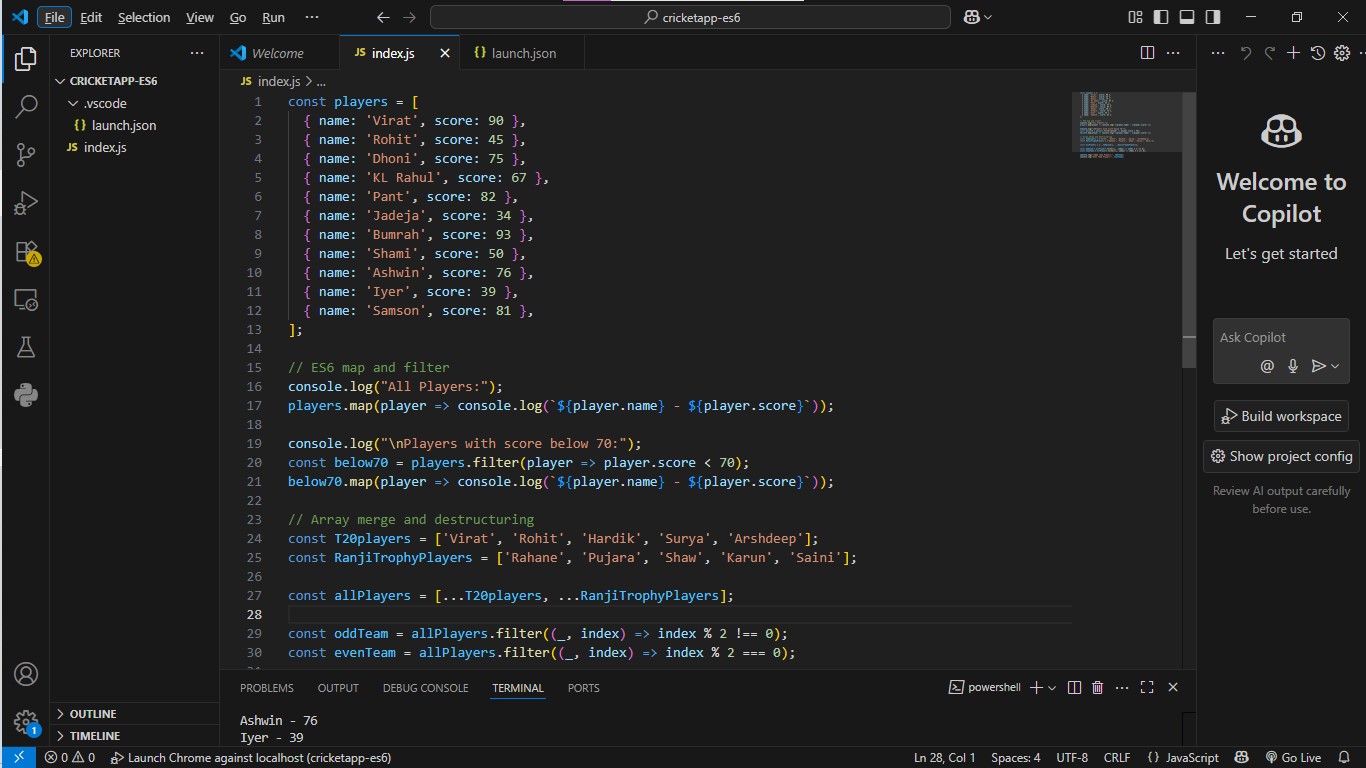 File Edit Selection View Go Run ··· cricketapp-es6
EXPLORER ···
CRICKETAPP-ES6
.vscode
{} launch.json
JS index.js
OUTLINE
TIMELINE
Welcome JS index.js {} launch.json
JS index.js > ...
1 const players = [
2 { name: 'Virat', score: 90 },
3 { name: 'Rohit', score: 45 },
4 { name: 'Dhoni', score: 75 },
5 { name: 'KL Rahul', score: 67 },
6 { name: 'Pant', score: 82 },
7 { name: 'Jadeja', score: 34 },
8 { name: 'Bumrah', score: 93 },
9 { name: 'Shami', score: 50 },
10 { name: 'Ashwin', score: 76 },
11 { name: 'Iyer', score: 39 },
12 { name: 'Samson', score: 81 },
13 ];
14
15 // ES6 map and filter
16 console.log("All Players:");
17 players.map(player => console.log(`${player.name} - ${player.score}`));
18
19 console.log("\nPlayers with score below 70:");
20 const below70 = players.filter(player => player.score < 70);
21 below70.map(player => console.log(`${player.name} - ${player.score}`));
22
23 // Array merge and destructuring
24 const T20players = ['Virat', 'Rohit', 'Hardik', 'Surya', 'Arshdeep'];
25 const RanjiTrophyPlayers = ['Rahane', 'Pujara', 'Shaw', 'Karun', 'Saini'];
26
27 const allPlayers = [...T20players, ...RanjiTrophyPlayers];
28
29 const oddTeam = allPlayers.filter((_, index) => index % 2 !== 0);
30 const evenTeam = allPlayers.filter((_, index) => index % 2 === 0);
PROBLEMS OUTPUT DEBUG CONSOLE TERMINAL PORTS powershell
Ashwin - 76
Iyer - 39
Welcome to
Copilot
Let's get started
Ask Copilot
@
Build workspace
Show project config
Review AI output carefully
before use.
1
0 0 Launch Chrome against localhost (cricketapp-es6) Ln 28, Col 1 Spaces: 4 UTF-8 CRLF {} JavaScript Go Live